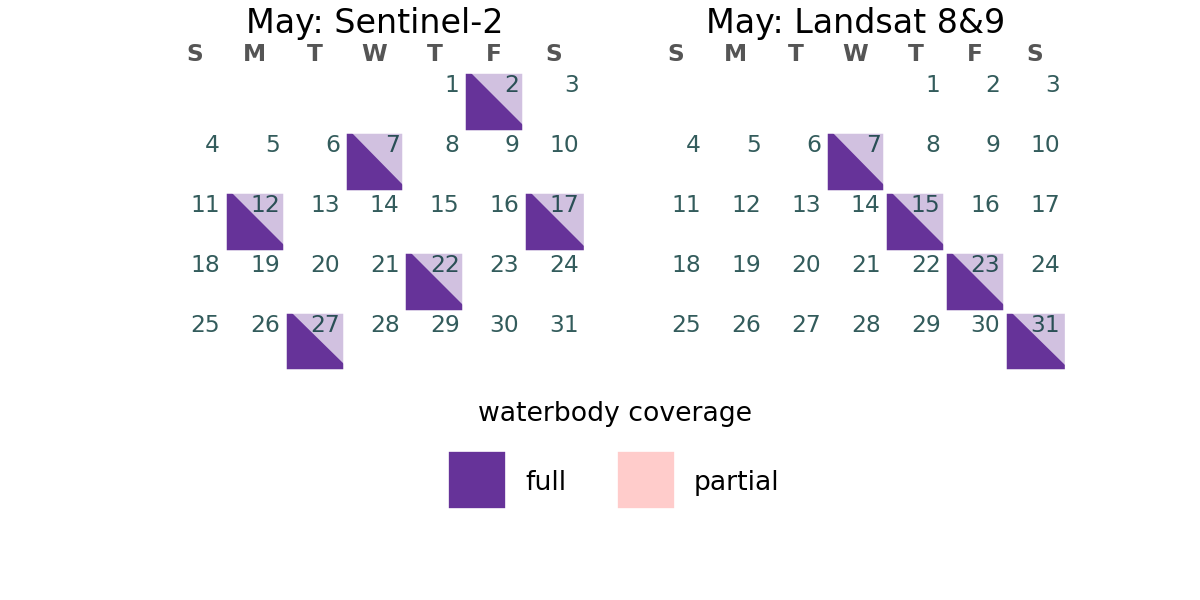 May: Sentinel-2
S M T W T F S
1 2 3
4 5 6 7 8 9 10
11 12 13 14 15 16 17
18 19 20 21 22 23 24
25 26 27 28 29 30 31
May: Landsat 8&9
S M T W T F S
1 2 3
4 5 6 7 8 9 10
11 12 13 14 15 16 17
18 19 20 21 22 23 24
25 26 27 28 29 30 31
waterbody coverage
full partial